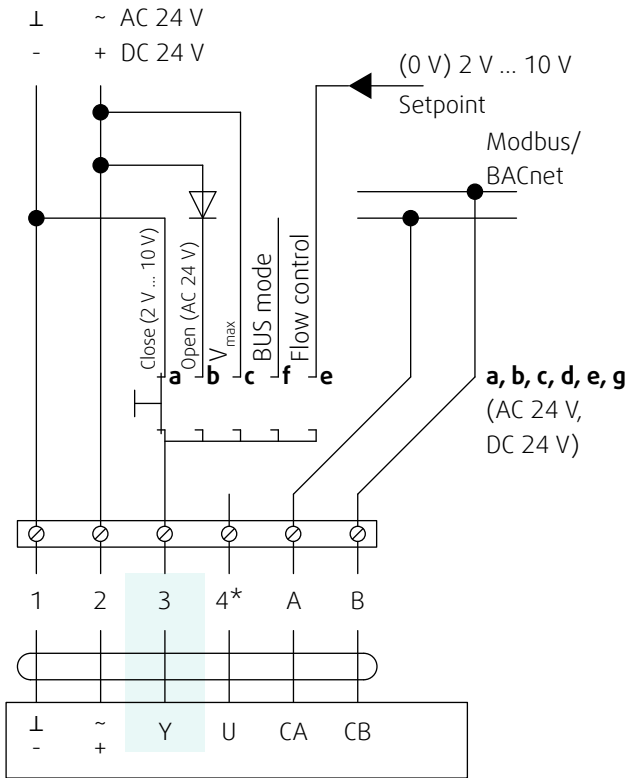 ⊥ ~ AC 24 V
- + DC 24 V
(0 V) 2 V ... 10 V
Setpoint
Modbus/
BACnet
Close (2 V ... 10 V)
Open (AC 24 V)
Vmax
BUS mode
Flow control
a b c f e
a, b, c, d, e, g
(AC 24 V,
DC 24 V)
1 2 3 4* A B
⊥ ~ Y U CA CB
- +